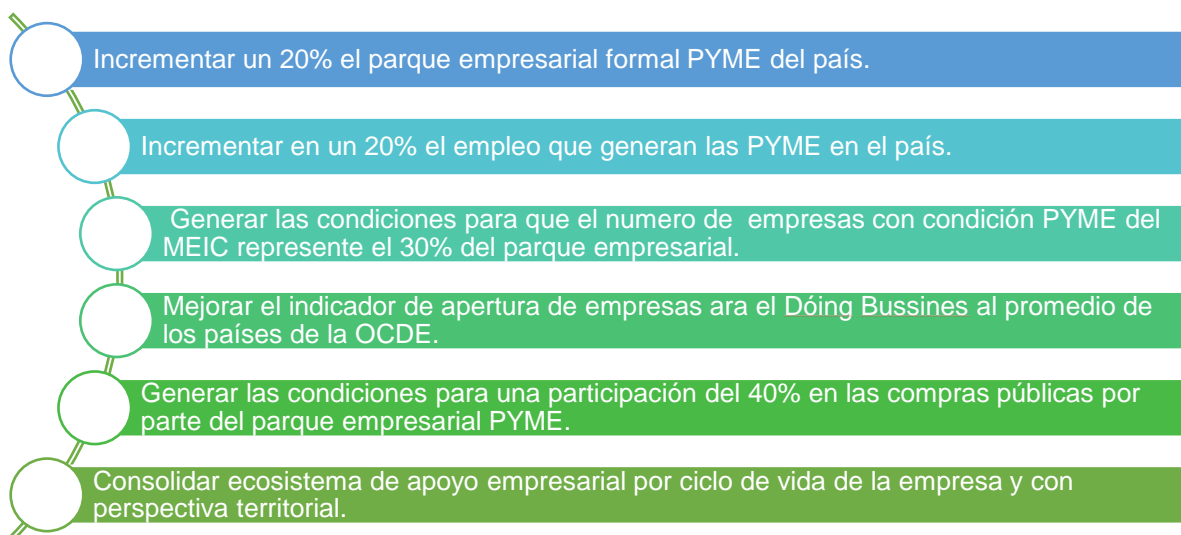 Incrementar un 20% el parque empresarial formal PYME del país.
Incrementar en un 20% el empleo que generan las PYME en el país.
Generar las condiciones para que el numero de empresas con condición PYME del
MEIC represente el 30% del parque empresarial.
Mejorar el indicador de apertura de empresas ara el Dóing Bussines al promedio de
los países de la OCDE.
Generar las condiciones para una participación del 40% en las compras públicas por
parte del parque empresarial PYME.
Consolidar ecosistema de apoyo empresarial por ciclo de vida de la empresa y con
perspectiva territorial.